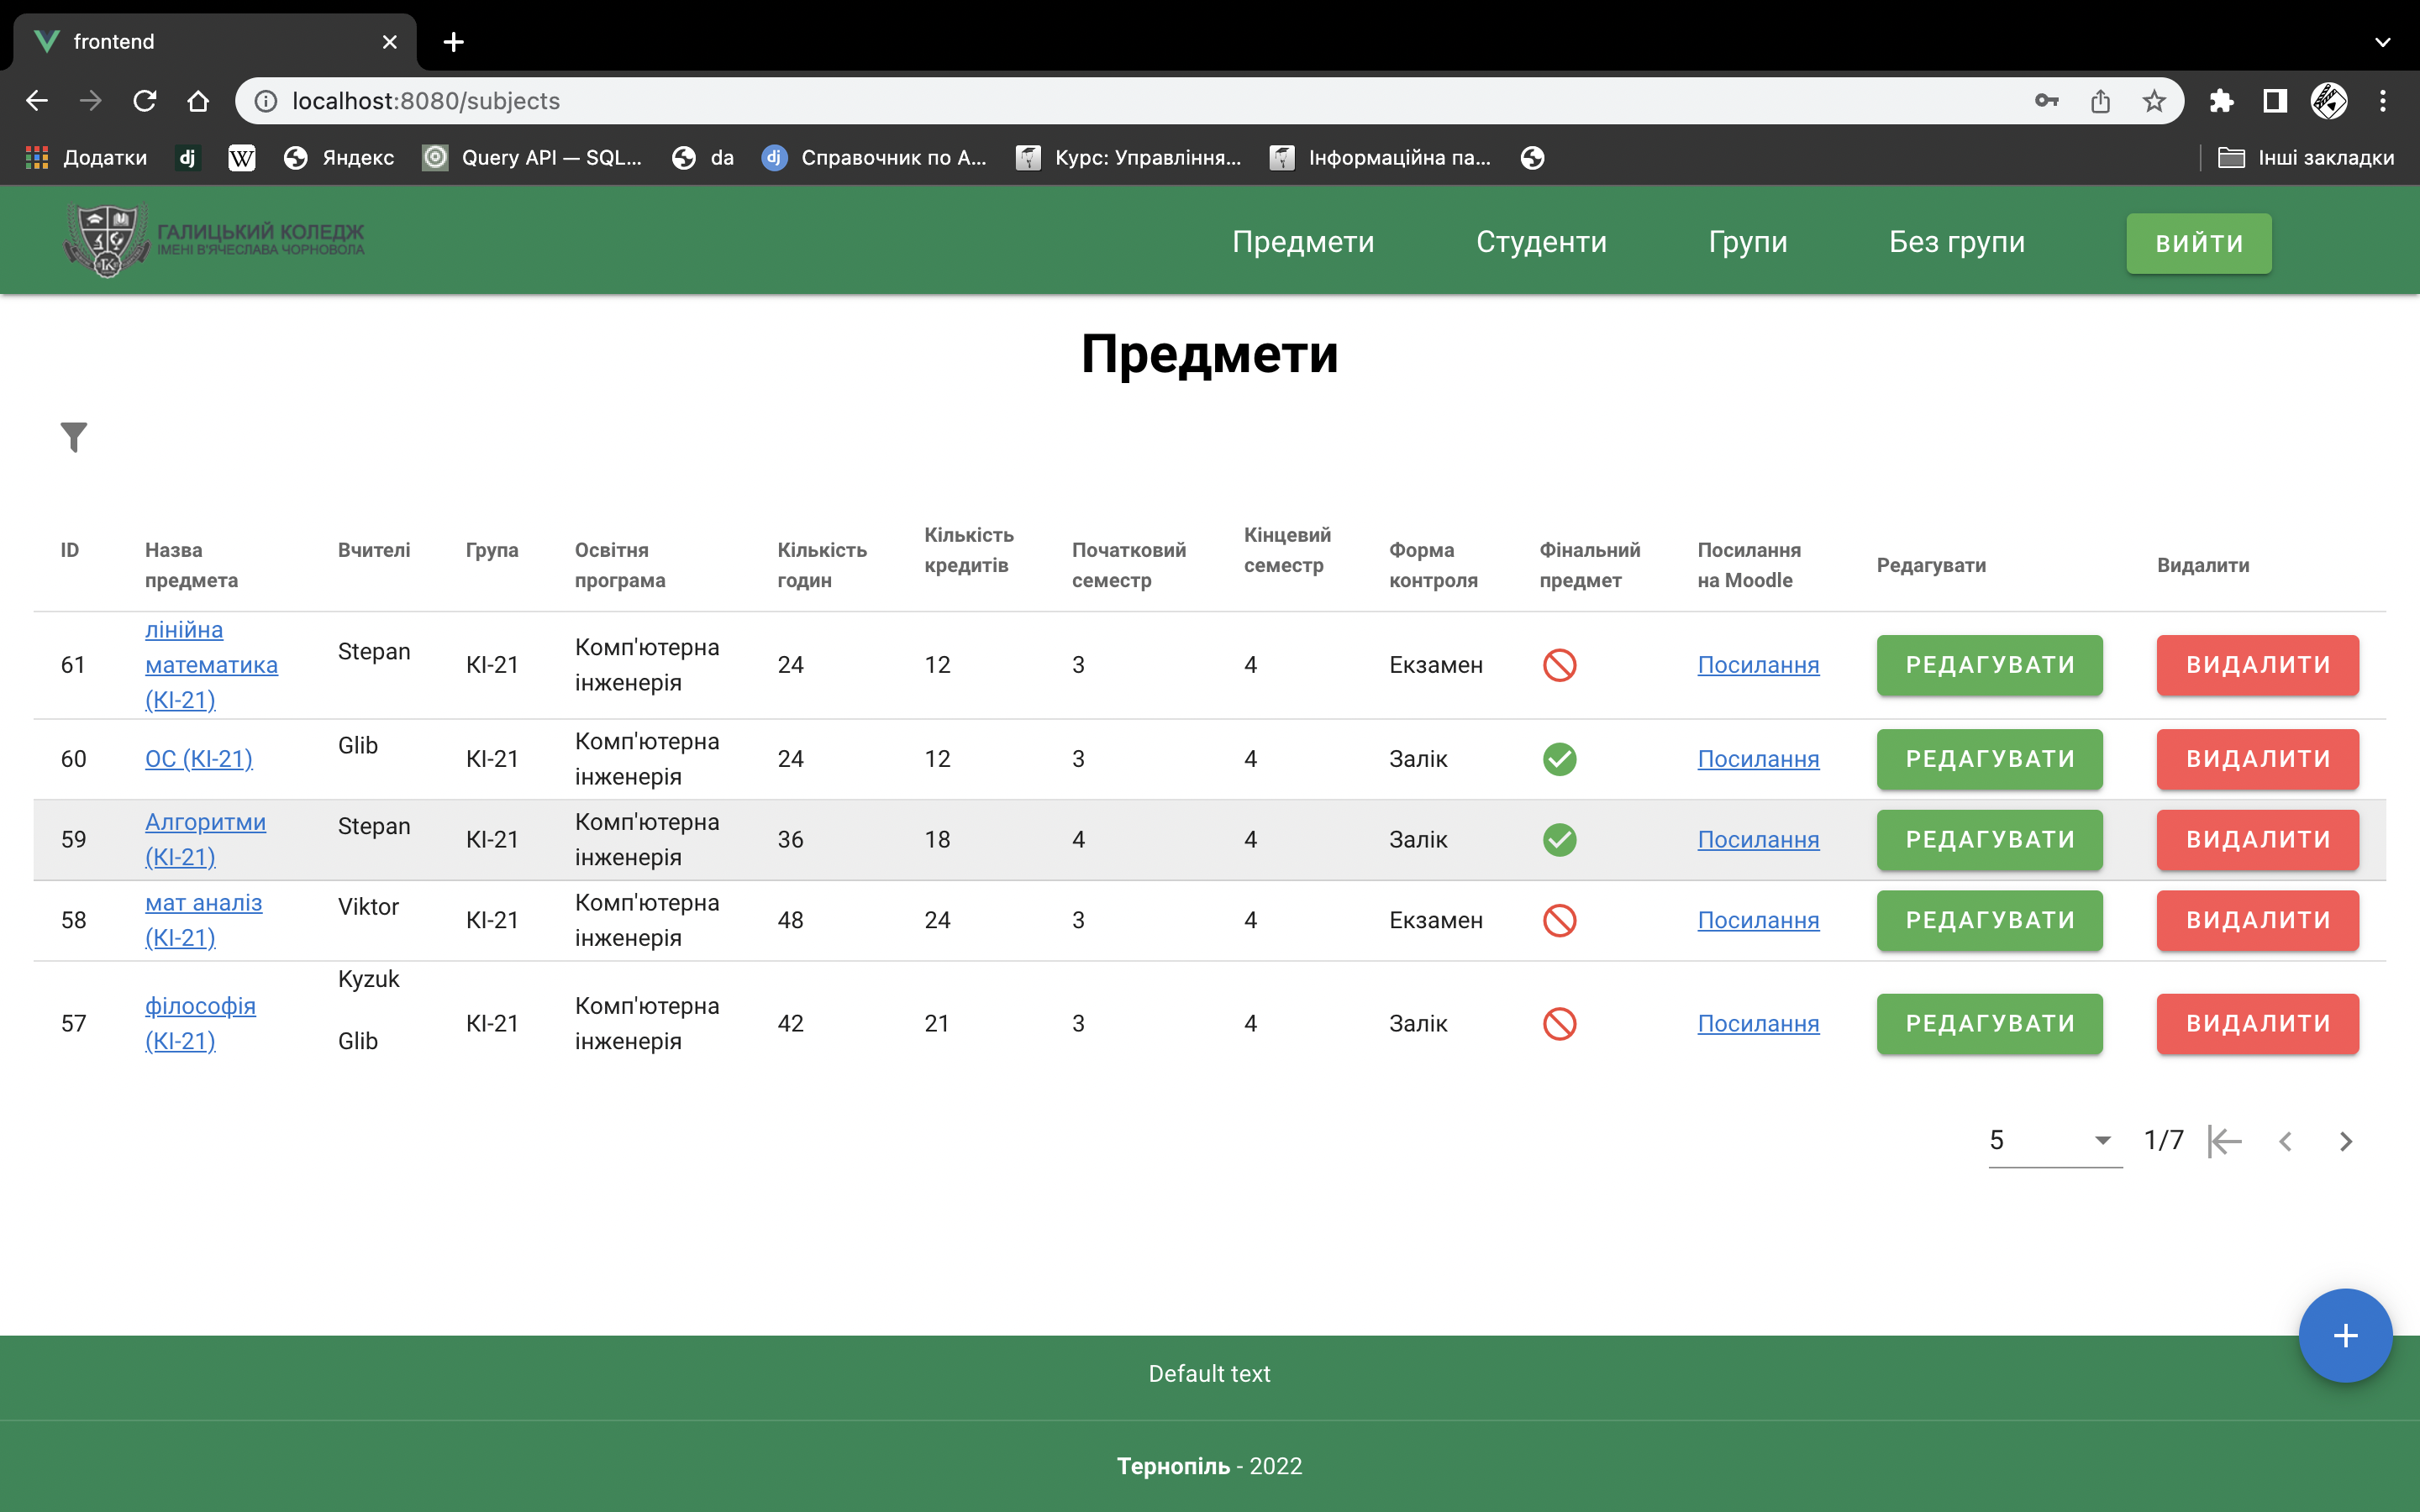 frontend
localhost:8080/subjects
Додатки
Яндекс
Query API — SQL...
da
Справочник по А...
Курс: Управління...
Інформаційна па...
Інші закладки
ГАЛИЦЬКИЙ КОЛЕДЖ
ІМЕНІ В'ЯЧЕСЛАВА ЧОРНОВОЛА
Предмети Студенти Групи Без групи ВИЙТИ
Предмети
ID Назва предмета Вчителі Група Освітня програма Кількість годин Кількість кредитів Початковий семестр Кінцевий семестр Форма контроля Фінальний предмет Посилання на Moodle Редагувати Видалити
61 лінійна математика (КІ-21) Stepan КІ-21 Комп'ютерна інженерія 24 12 3 4 Екзамен Посилання РЕДАГУВАТИ ВИДАЛИТИ
60 ОС (КІ-21) Glib КІ-21 Комп'ютерна інженерія 24 12 3 4 Залік Посилання РЕДАГУВАТИ ВИДАЛИТИ
59 Алгоритми (КІ-21) Stepan КІ-21 Комп'ютерна інженерія 36 18 4 4 Залік Посилання РЕДАГУВАТИ ВИДАЛИТИ
58 мат аналіз (КІ-21) Viktor КІ-21 Комп'ютерна інженерія 48 24 3 4 Екзамен Посилання РЕДАГУВАТИ ВИДАЛИТИ
57 філософія (КІ-21) Kyzuk Glib КІ-21 Комп'ютерна інженерія 42 21 3 4 Залік Посилання РЕДАГУВАТИ ВИДАЛИТИ
5 1/7
Default text
Тернопіль - 2022